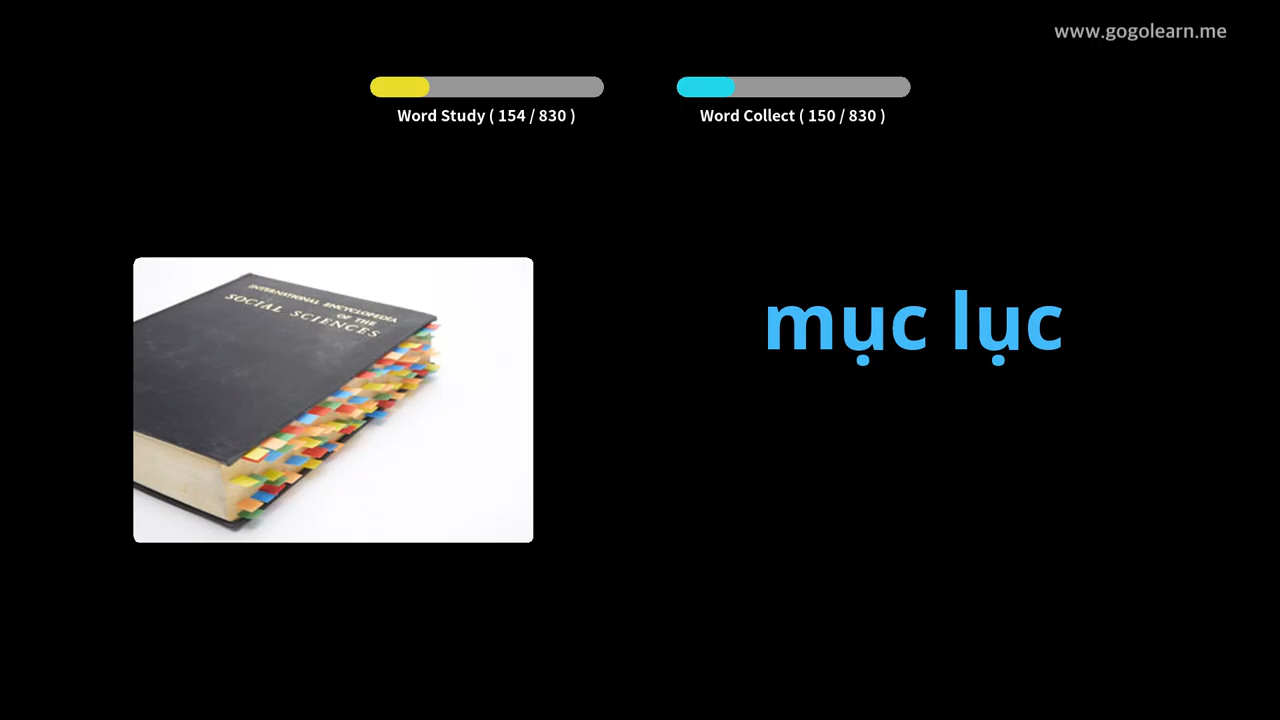 www.gogolearn.me
Word Study ( 154 / 830 )
Word Collect ( 150 / 830 )
INTERNATIONAL ENCYCLOPEDIA
OF THE
SOCIAL SCIENCES
mục lục